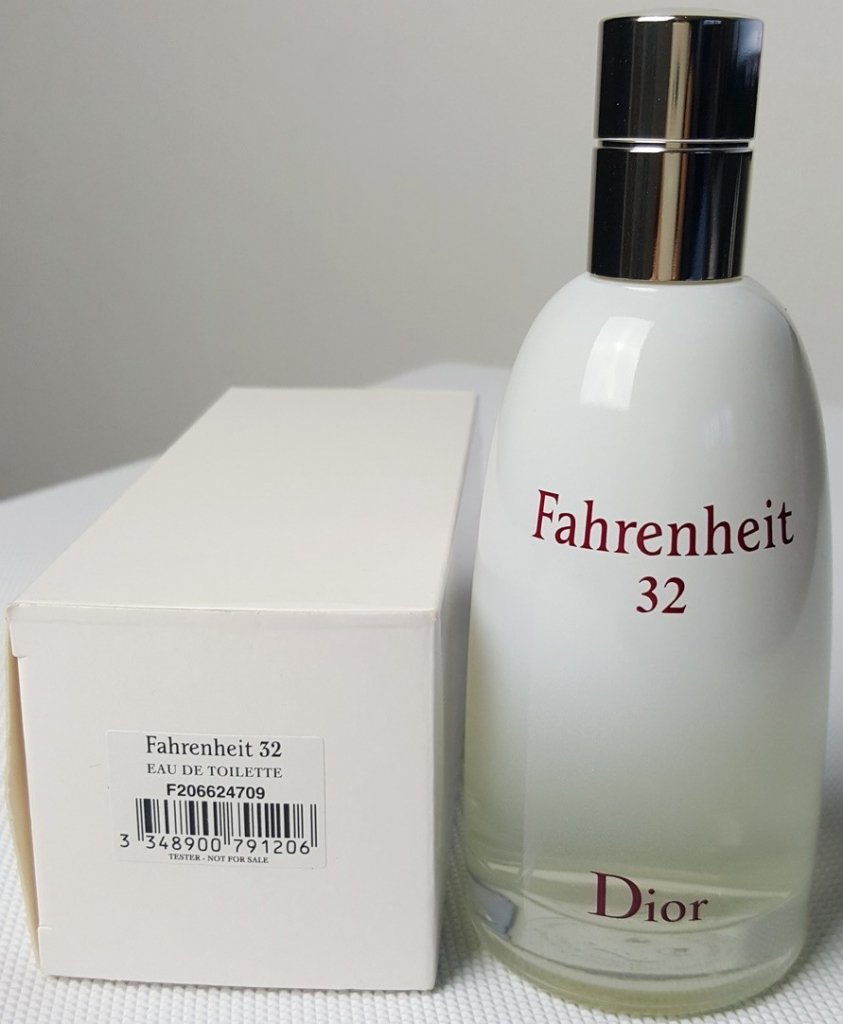 Fahrenheit
32
Dior
Fahrenheit 32
EAU DE TOILETTE
F206624709
3 348900 791206
TESTER - NOT FOR SALE